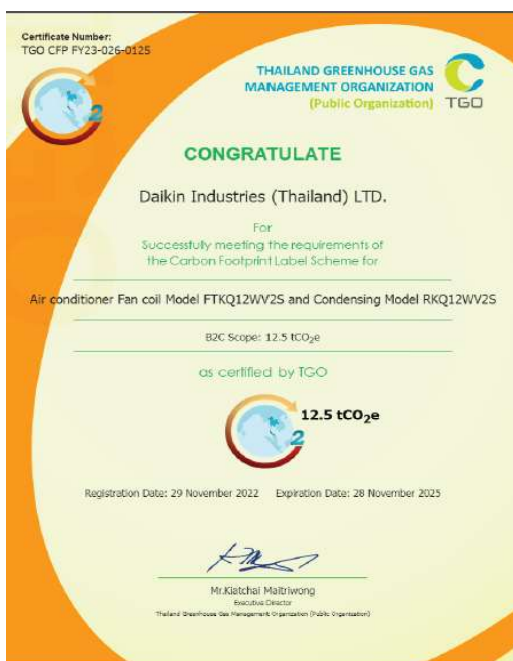 Certificate Number:
TGO CFP FY23-026-0125
THAILAND GREENHOUSE GAS
MANAGEMENT ORGANIZATION
(Public Organization)
TGO
2
CONGRATULATE
Daikin Industries (Thailand) LTD.
For
Successfully meeting the requirements of
the Carbon Footprint Label Scheme for
Air conditioner Fan coil Model FTKQ12WV2S and Condensing Model RKQ12WV2S
B2C Scope: 12.5 tCO₂e
as certified by TGO
12.5 tCO₂e
2
Registration Date: 29 November 2022 Expiration Date: 28 November 2025
Mr.Kiatchai Maitriwong
Executive Director
Thailand Greenhouse Gas Management Organization (Public Organization)